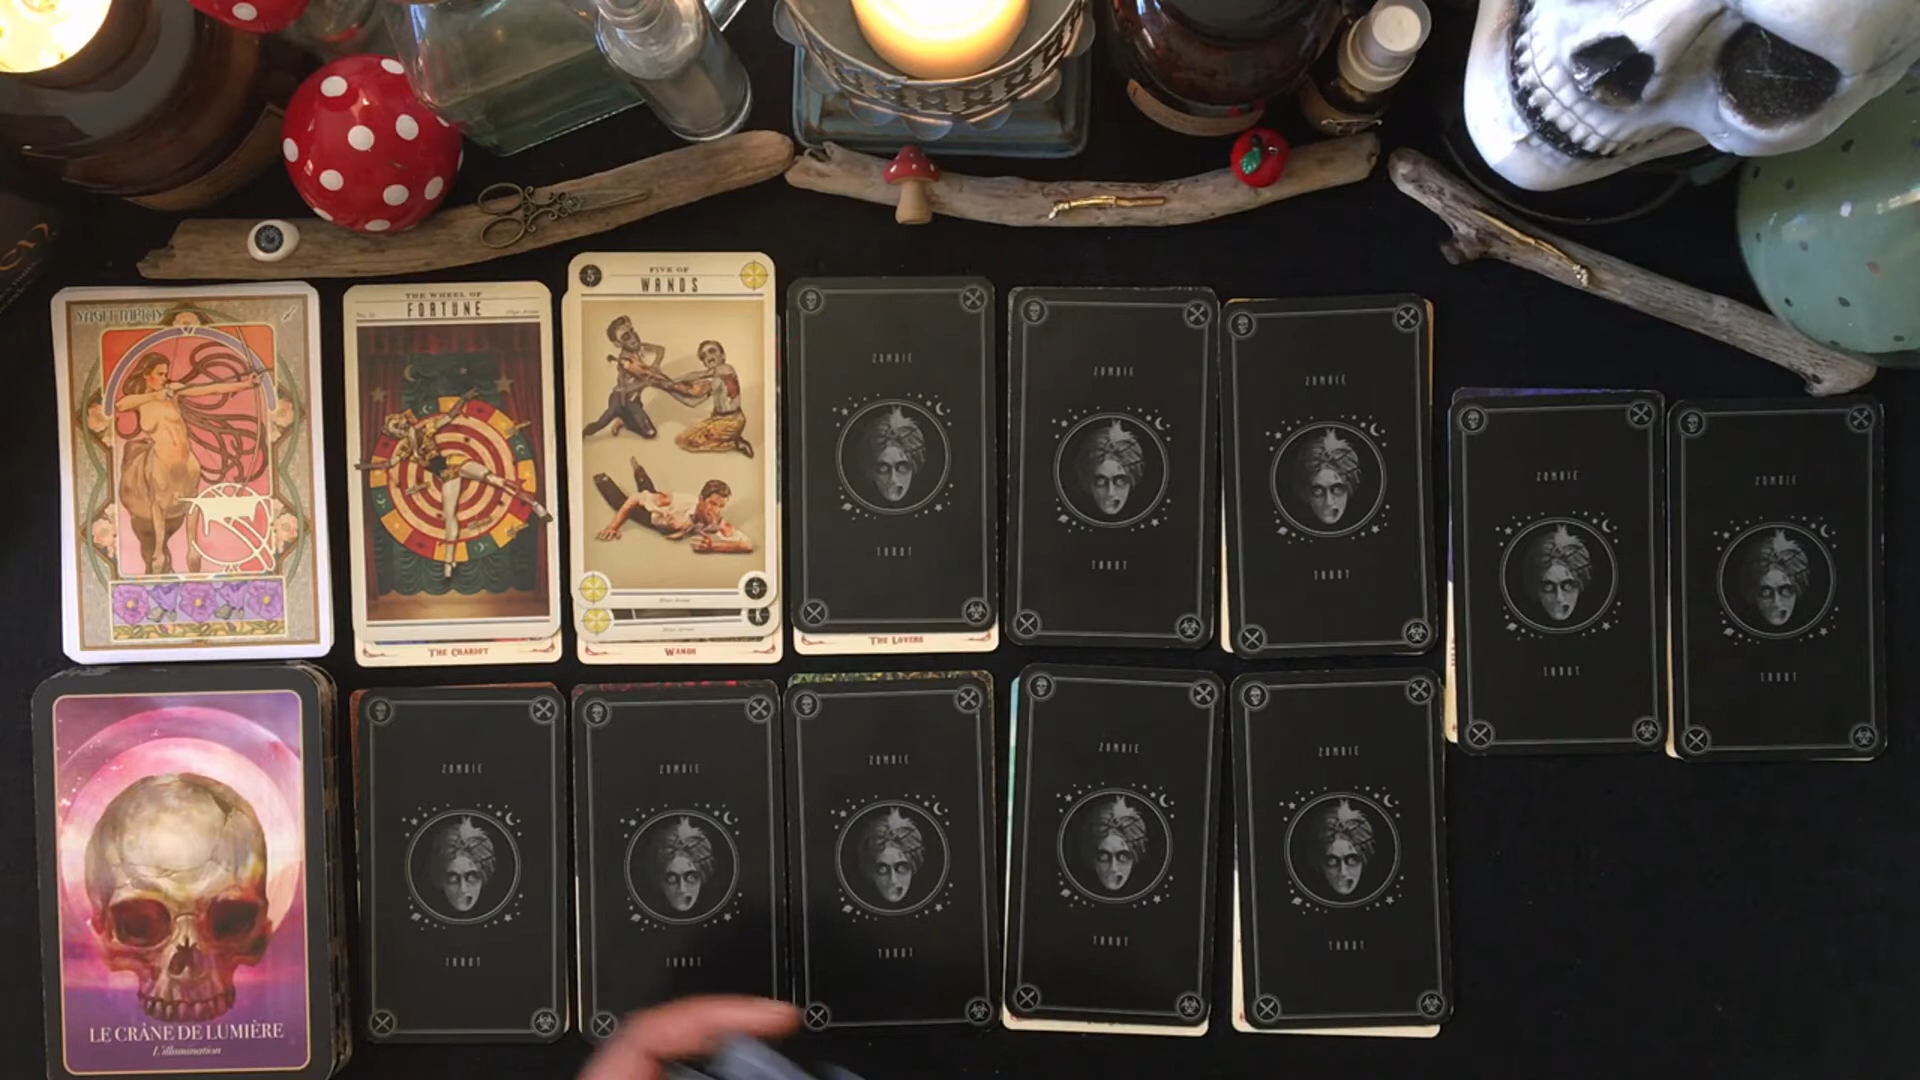 SAGITTARIUS
THE WHEEL OF
FORTUNE
THE CHARIOT
5
FIVE OF
WANDS
5
K
WANDS
ZOMBIE
TAROT
THE LOVERS
ZOMBIE
TAROT
ZOMBIE
TAROT
ZOMBIE
TAROT
ZOMBIE
TAROT
LE CRÂNE DE LUMIÈRE
L'illumination
ZOMBIE
TAROT
ZOMBIE
TAROT
ZOMBIE
TAROT
ZOMBIE
TAROT
ZOMBIE
TAROT